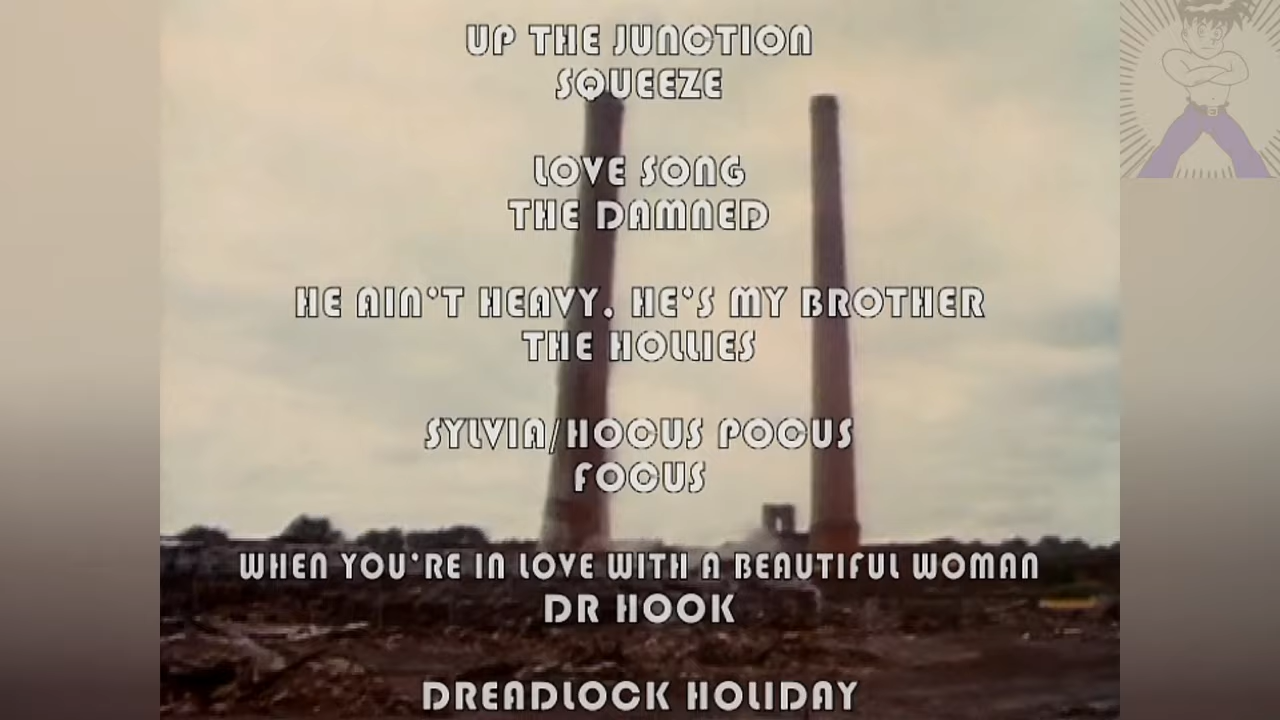 UP THE JUNCTION
SQUEEZE
LOVE SONG
THE DAMNED
HE AIN'T HEAVY, HE'S MY BROTHER
THE HOLLIES
SYLVIA/HOCUS POCUS
FOCUS
WHEN YOU'RE IN LOVE WITH A BEAUTIFUL WOMAN
DR HOOK
DREADLOCK HOLIDAY